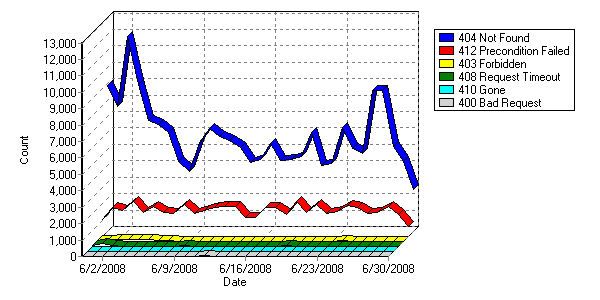 13,000
12,000
11,000
10,000
9,000
8,000
7,000
6,000
5,000
4,000
3,000
2,000
1,000
0
Count
6/2/2008 6/9/2008 6/16/2008 6/23/2008 6/30/2008
Date
404 Not Found
412 Precondition Failed
403 Forbidden
408 Request Timeout
410 Gone
400 Bad Request